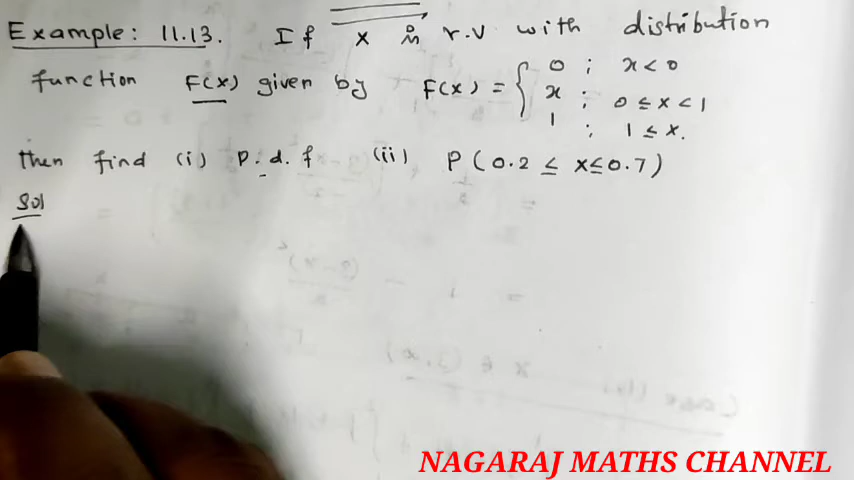 Example: 11.13. If x is r.v with distribution
function F(x) given by F(x) = { 0 ; x < 0
x ; 0 ≤ x < 1
1 ; 1 ≤ x.
then find (i) p.d.f (ii) P(0.2 ≤ x ≤ 0.7)
Sol
NAGARAJ MATHS CHANNEL